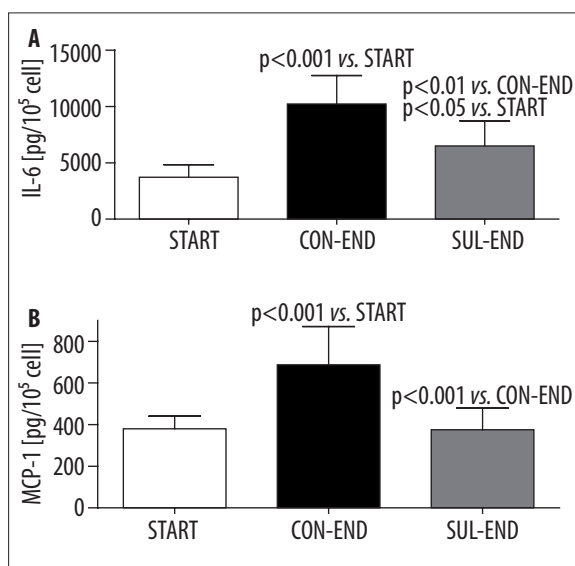 A
IL-6 [pg/10⁵ cell]
15000
10000
5000
0
p<0.001 vs. START
p<0.01 vs. CON-END
p<0.05 vs. START
START CON-END SUL-END
B
MCP-1 [pg/10⁵ cell]
800
600
400
200
0
p<0.001 vs. START
p<0.001 vs. CON-END
START CON-END SUL-END